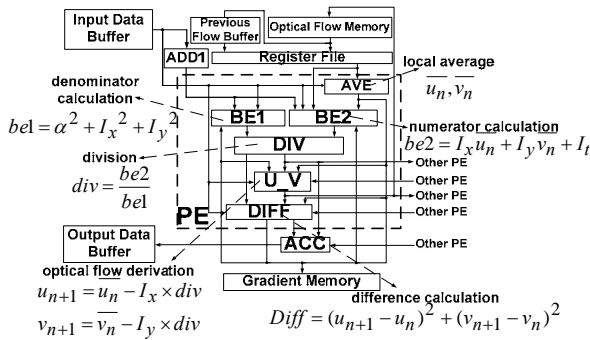 Input Data
Buffer
Previous
Flow Buffer
Optical Flow Memory
ADD1
Register File
local average
AVE
u̅ₙ, v̅ₙ
denominator
calculation
be1 = α² + Iₓ² + Iᵧ²
BE1
BE2
numerator calculation
be2 = Iₓu̅ₙ + Iᵧv̅ₙ + Iₜ
DIV
division
div = be2/be1
Other PE
U_V
Other PE
Other PE
PE
DIFF
Other PE
Output Data
Buffer
ACC
Other PE
optical flow derivation
Gradient Memory
uₙ₊₁ = u̅ₙ − Iₓ × div
difference calculation
vₙ₊₁ = v̅ₙ − Iᵧ × div
Diff = (uₙ₊₁ − uₙ)² + (vₙ₊₁ − vₙ)²